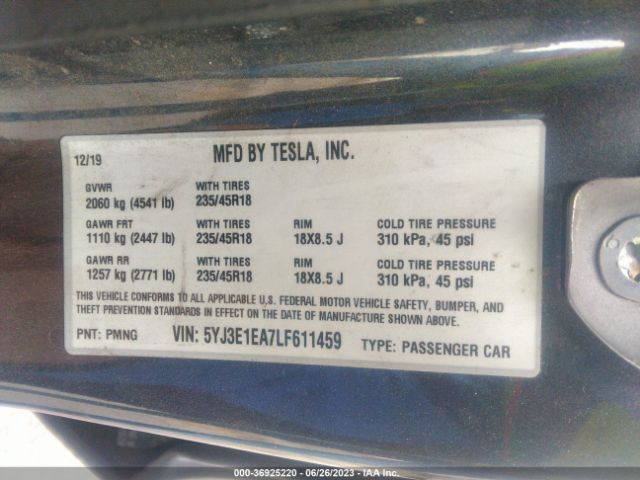 12/19 MFD BY TESLA, INC.
GVWR WITH TIRES
2060 kg (4541 lb) 235/45R18
GAWR FRT WITH TIRES RIM COLD TIRE PRESSURE
1110 kg (2447 lb) 235/45R18 18X8.5 J 310 kPa, 45 psi
GAWR RR WITH TIRES RIM COLD TIRE PRESSURE
1257 kg (2771 lb) 235/45R18 18X8.5 J 310 kPa, 45 psi
THIS VEHICLE CONFORMS TO ALL APPLICABLE U.S. FEDERAL MOTOR VEHICLE SAFETY, BUMPER, AND
THEFT PREVENTION STANDARDS IN EFFECT ON THE DATE OF MANUFACTURE SHOWN ABOVE.
PNT: PMNG VIN: 5YJ3E1EA7LF611459 TYPE: PASSENGER CAR
000-36925220 - 06/26/2023 - IAA Inc.